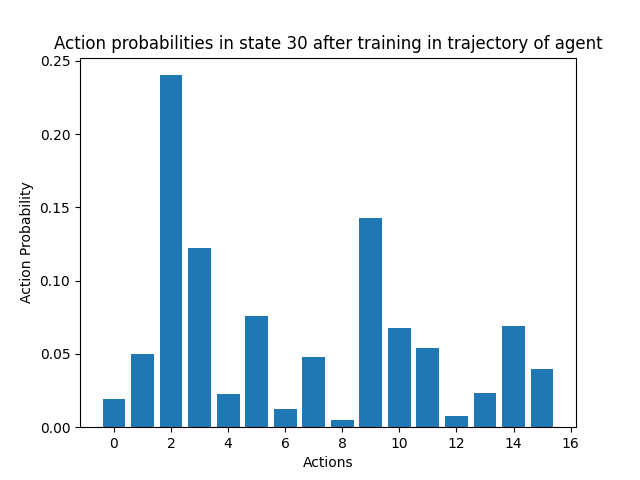 Action probabilities in state 30 after training in trajectory of agent
0.25
0.20
0.15
0.10
0.05
0.00
Action Probability
0 2 4 6 8 10 12 14 16
Actions